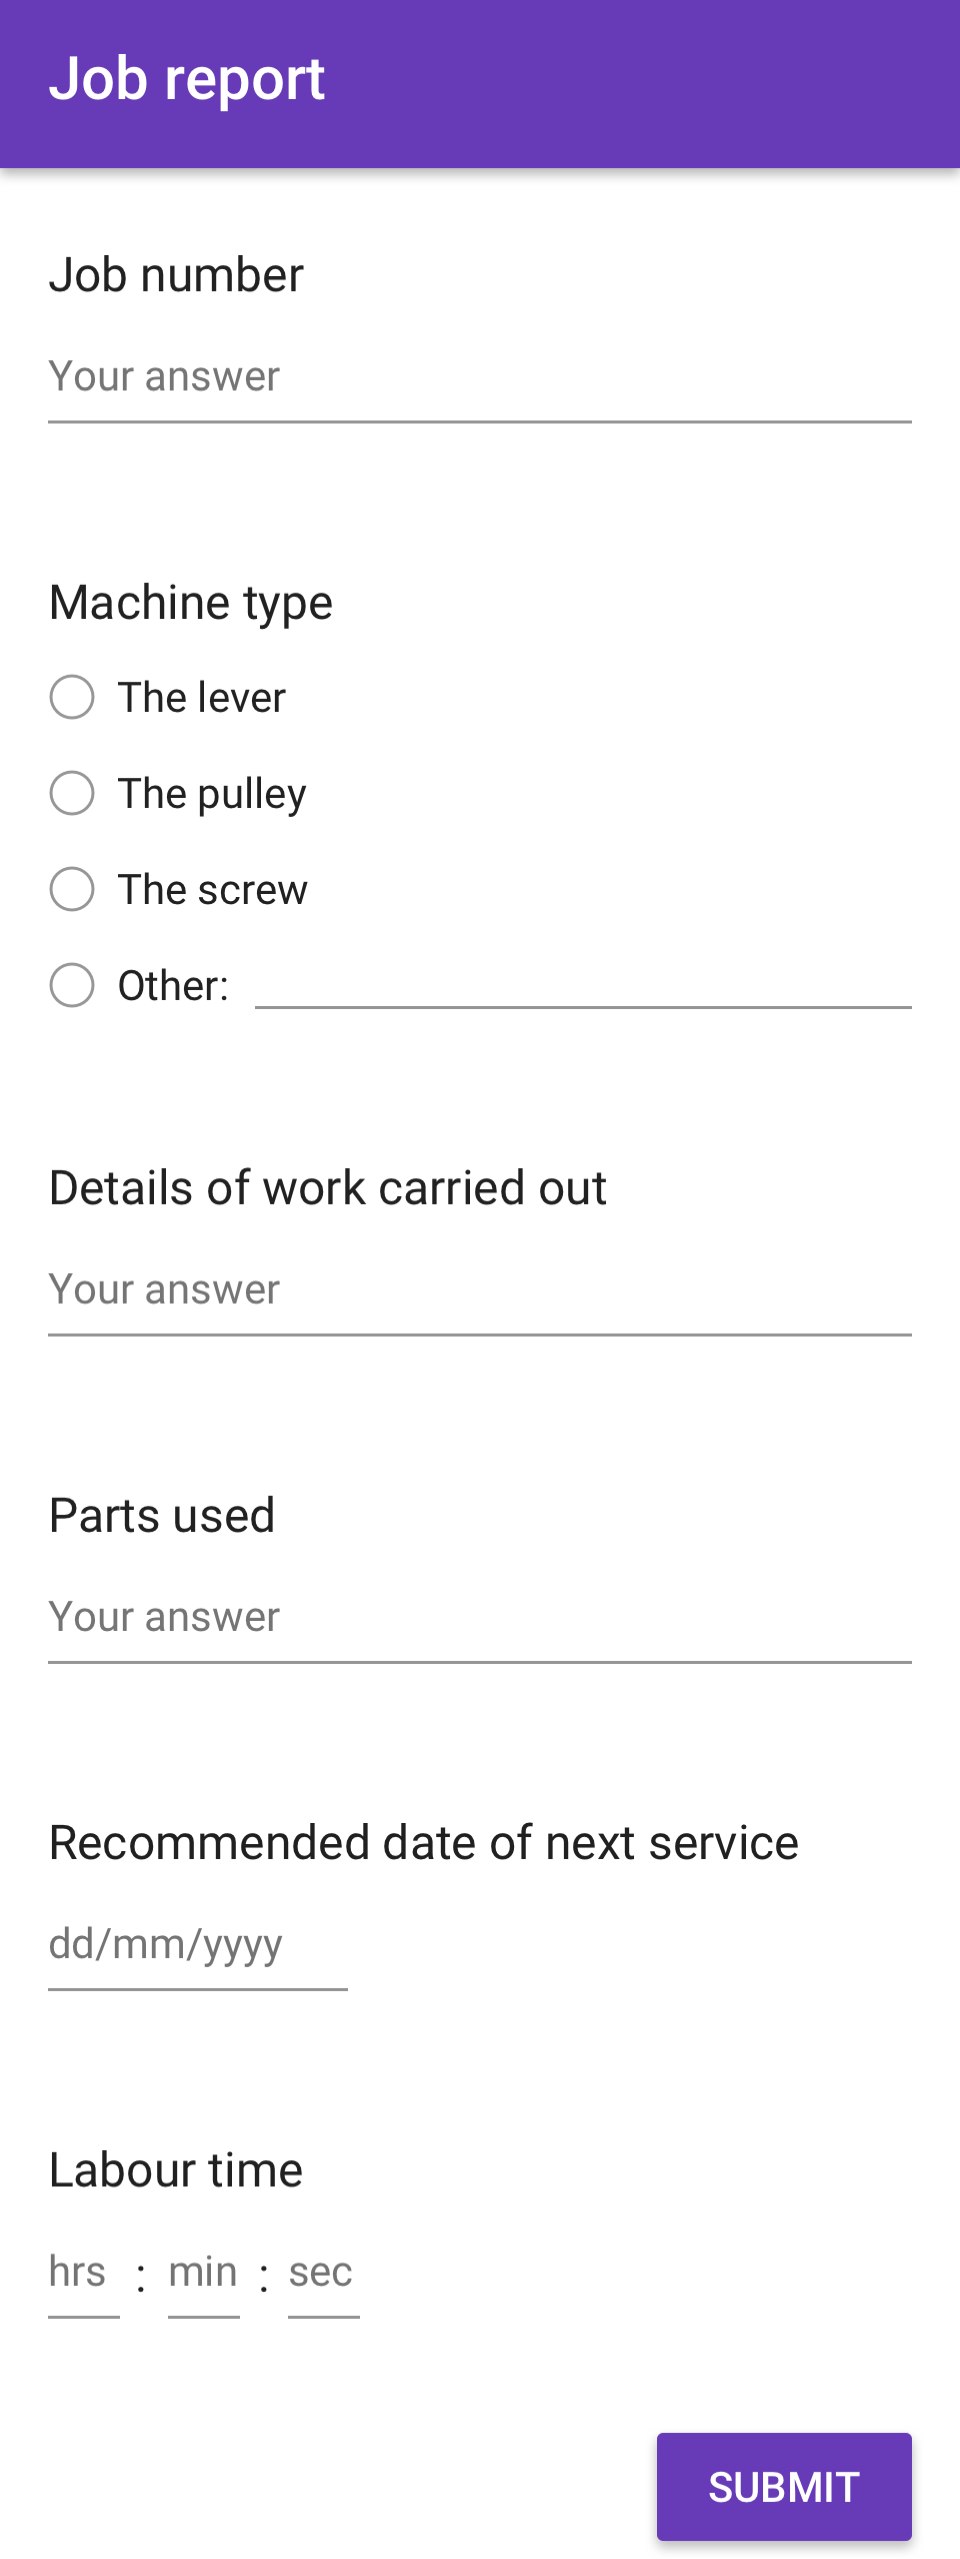 Job report
Job number
Your answer
Machine type
The lever
The pulley
The screw
Other:
Details of work carried out
Your answer
Parts used
Your answer
Recommended date of next service
dd/mm/yyyy
Labour time
hrs : min : sec
SUBMIT